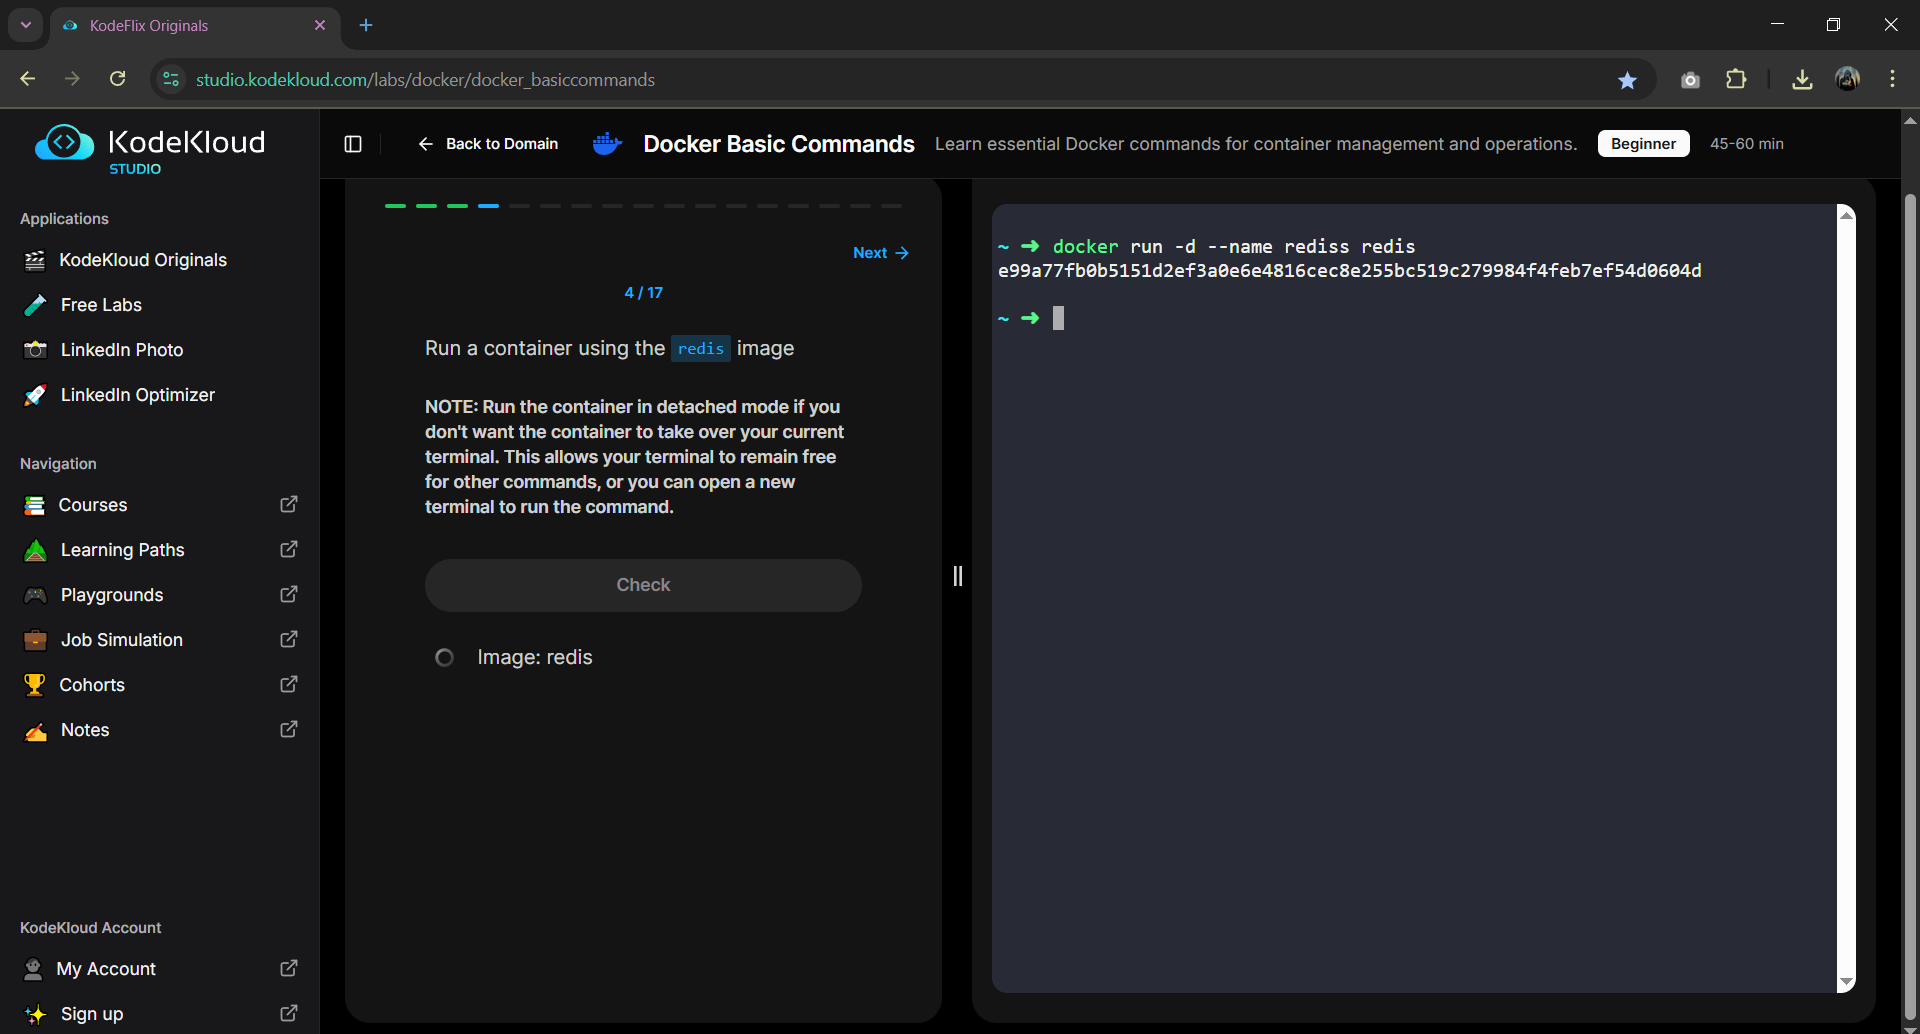 KodeFlix Originals
studio.kodekloud.com/labs/docker/docker_basiccommands
KodeKloud
STUDIO
Applications
KodeKloud Originals
Free Labs
LinkedIn Photo
LinkedIn Optimizer
Navigation
Courses
Learning Paths
Playgrounds
Job Simulation
Cohorts
Notes
KodeKloud Account
My Account
Sign up
Back to Domain Docker Basic Commands Learn essential Docker commands for container management and operations. Beginner 45-60 min
Next
4 / 17
Run a container using the redis image
NOTE: Run the container in detached mode if you
don't want the container to take over your current
terminal. This allows your terminal to remain free
for other commands, or you can open a new
terminal to run the command.
Check
Image: redis
~ ➜ docker run -d --name rediss redis
e99a77fb0b5151d2ef3a0e6e4816cec8e255bc519c279984f4feb7ef54d0604d
~ ➜